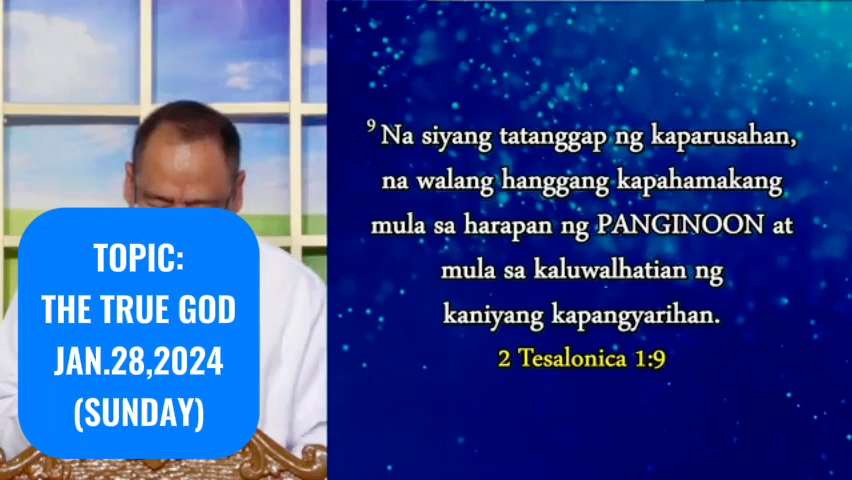 TOPIC:
THE TRUE GOD
JAN.28,2024
(SUNDAY)
9 Na siyang tatanggap ng kaparusahan,
na walang hanggang kapahamakang
mula sa harapan ng PANGINOON at
mula sa kaluwalhatian ng
kaniyang kapangyarihan.
2 Tesalonica 1:9